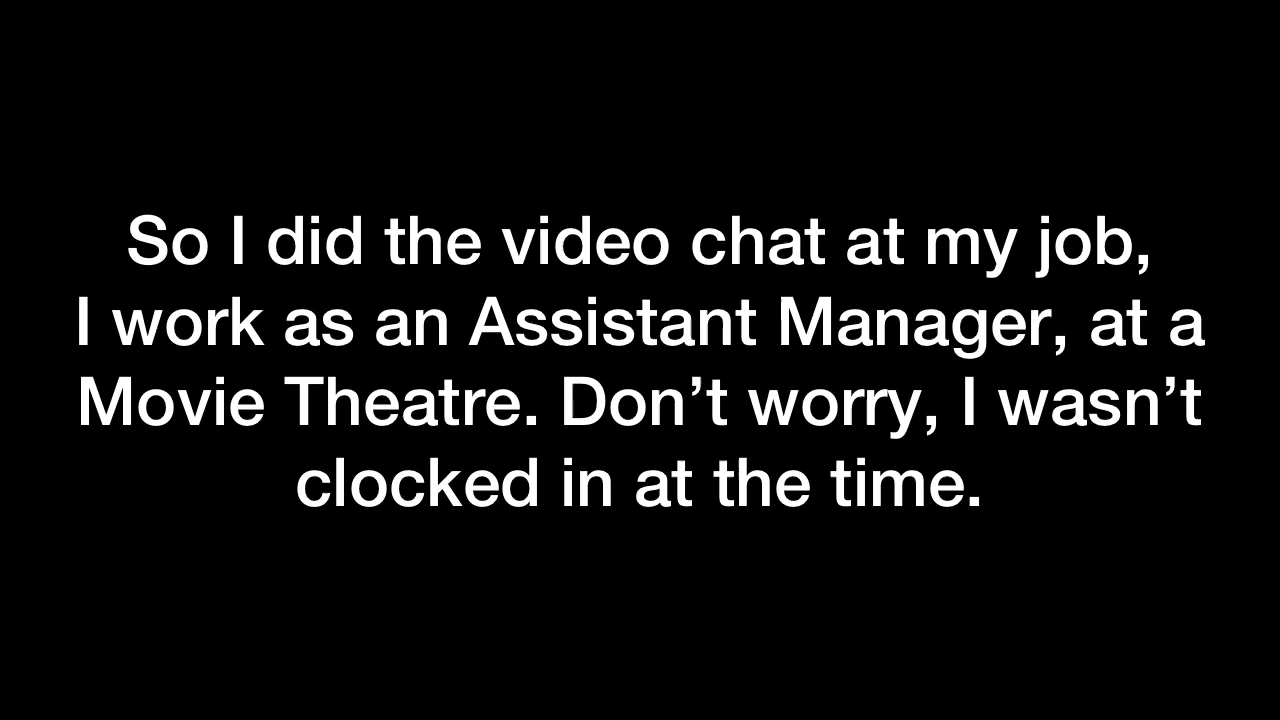 So I did the video chat at my job,
I work as an Assistant Manager, at a
Movie Theatre. Don’t worry, I wasn’t
clocked in at the time.